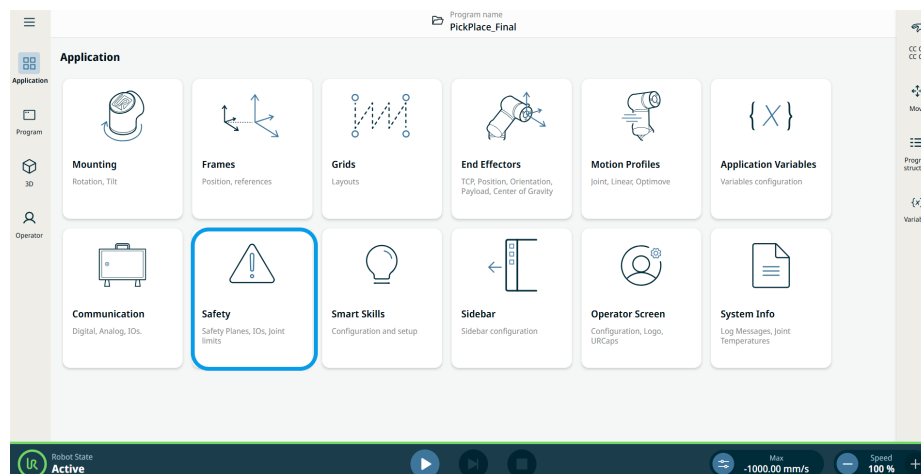 Program name
PickPlace_Final
Application
Application
Program
3D
Operator
Mounting
Rotation, Tilt
Frames
Position, references
Grids
Layouts
End Effectors
TCP, Position, Orientation,
Payload, Center of Gravity
Motion Profiles
Joint, Linear, Optimove
{X}
Application Variables
Variables configuration
Communication
Digital, Analog, IOs.
Safety
Safety Planes, IOs, Joint
limits
Smart Skills
Configuration and setup
Sidebar
Sidebar configuration
Operator Screen
Configuration, Logo,
URCaps
System Info
Log Messages, Joint
Temperatures
UR
Robot State
Active
Max
-1000.00 mm/s
Speed
100 %